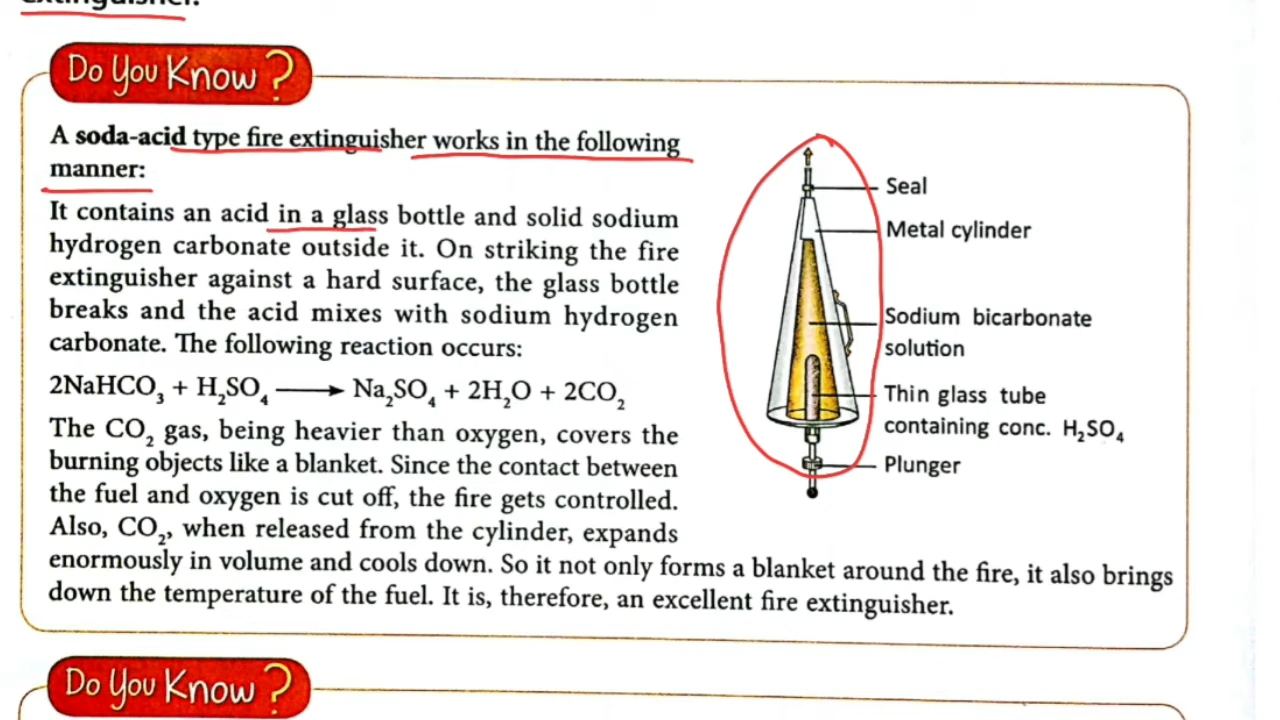 extinguisher.
Do You Know ?
A soda-acid type fire extinguisher works in the following
manner:
It contains an acid in a glass bottle and solid sodium
hydrogen carbonate outside it. On striking the fire
extinguisher against a hard surface, the glass bottle
breaks and the acid mixes with sodium hydrogen
carbonate. The following reaction occurs:
2NaHCO₃ + H₂SO₄ ⟶ Na₂SO₄ + 2H₂O + 2CO₂
The CO₂ gas, being heavier than oxygen, covers the
burning objects like a blanket. Since the contact between
the fuel and oxygen is cut off, the fire gets controlled.
Also, CO₂, when released from the cylinder, expands
enormously in volume and cools down. So it not only forms a blanket around the fire, it also brings
down the temperature of the fuel. It is, therefore, an excellent fire extinguisher.
Seal
Metal cylinder
Sodium bicarbonate
solution
Thin glass tube
containing conc. H₂SO₄
Plunger
Do You Know ?